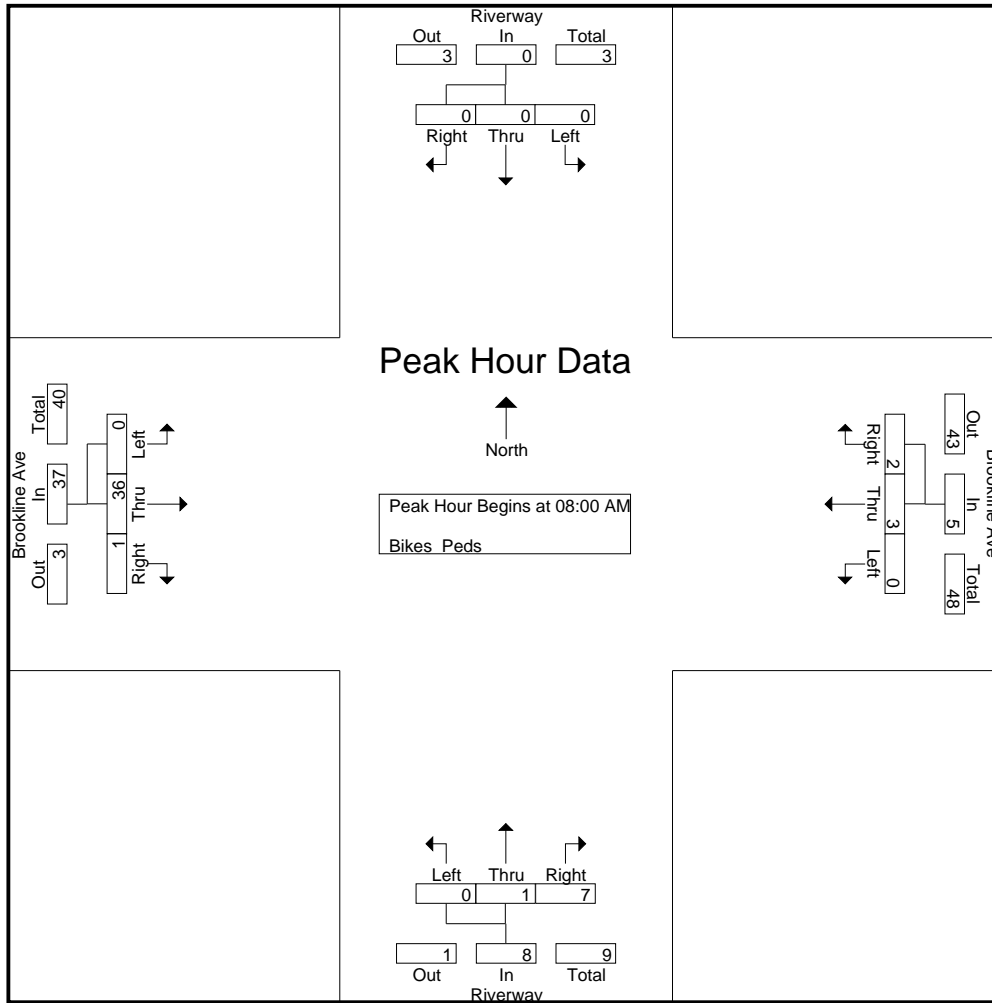 Riverway
Out In Total
3 0 3
0 0 0
Right Thru Left
Peak Hour Data
North
Peak Hour Begins at 08:00 AM
Bikes Peds
Brookline Ave
Total In Out
40 37 3
0 36 1
Left Thru Right
Brookline Ave
Out In Total
43 5 48
2 3 0
Right Thru Left
Left Thru Right
0 1 7
1 8 9
Out In Total
Riverway